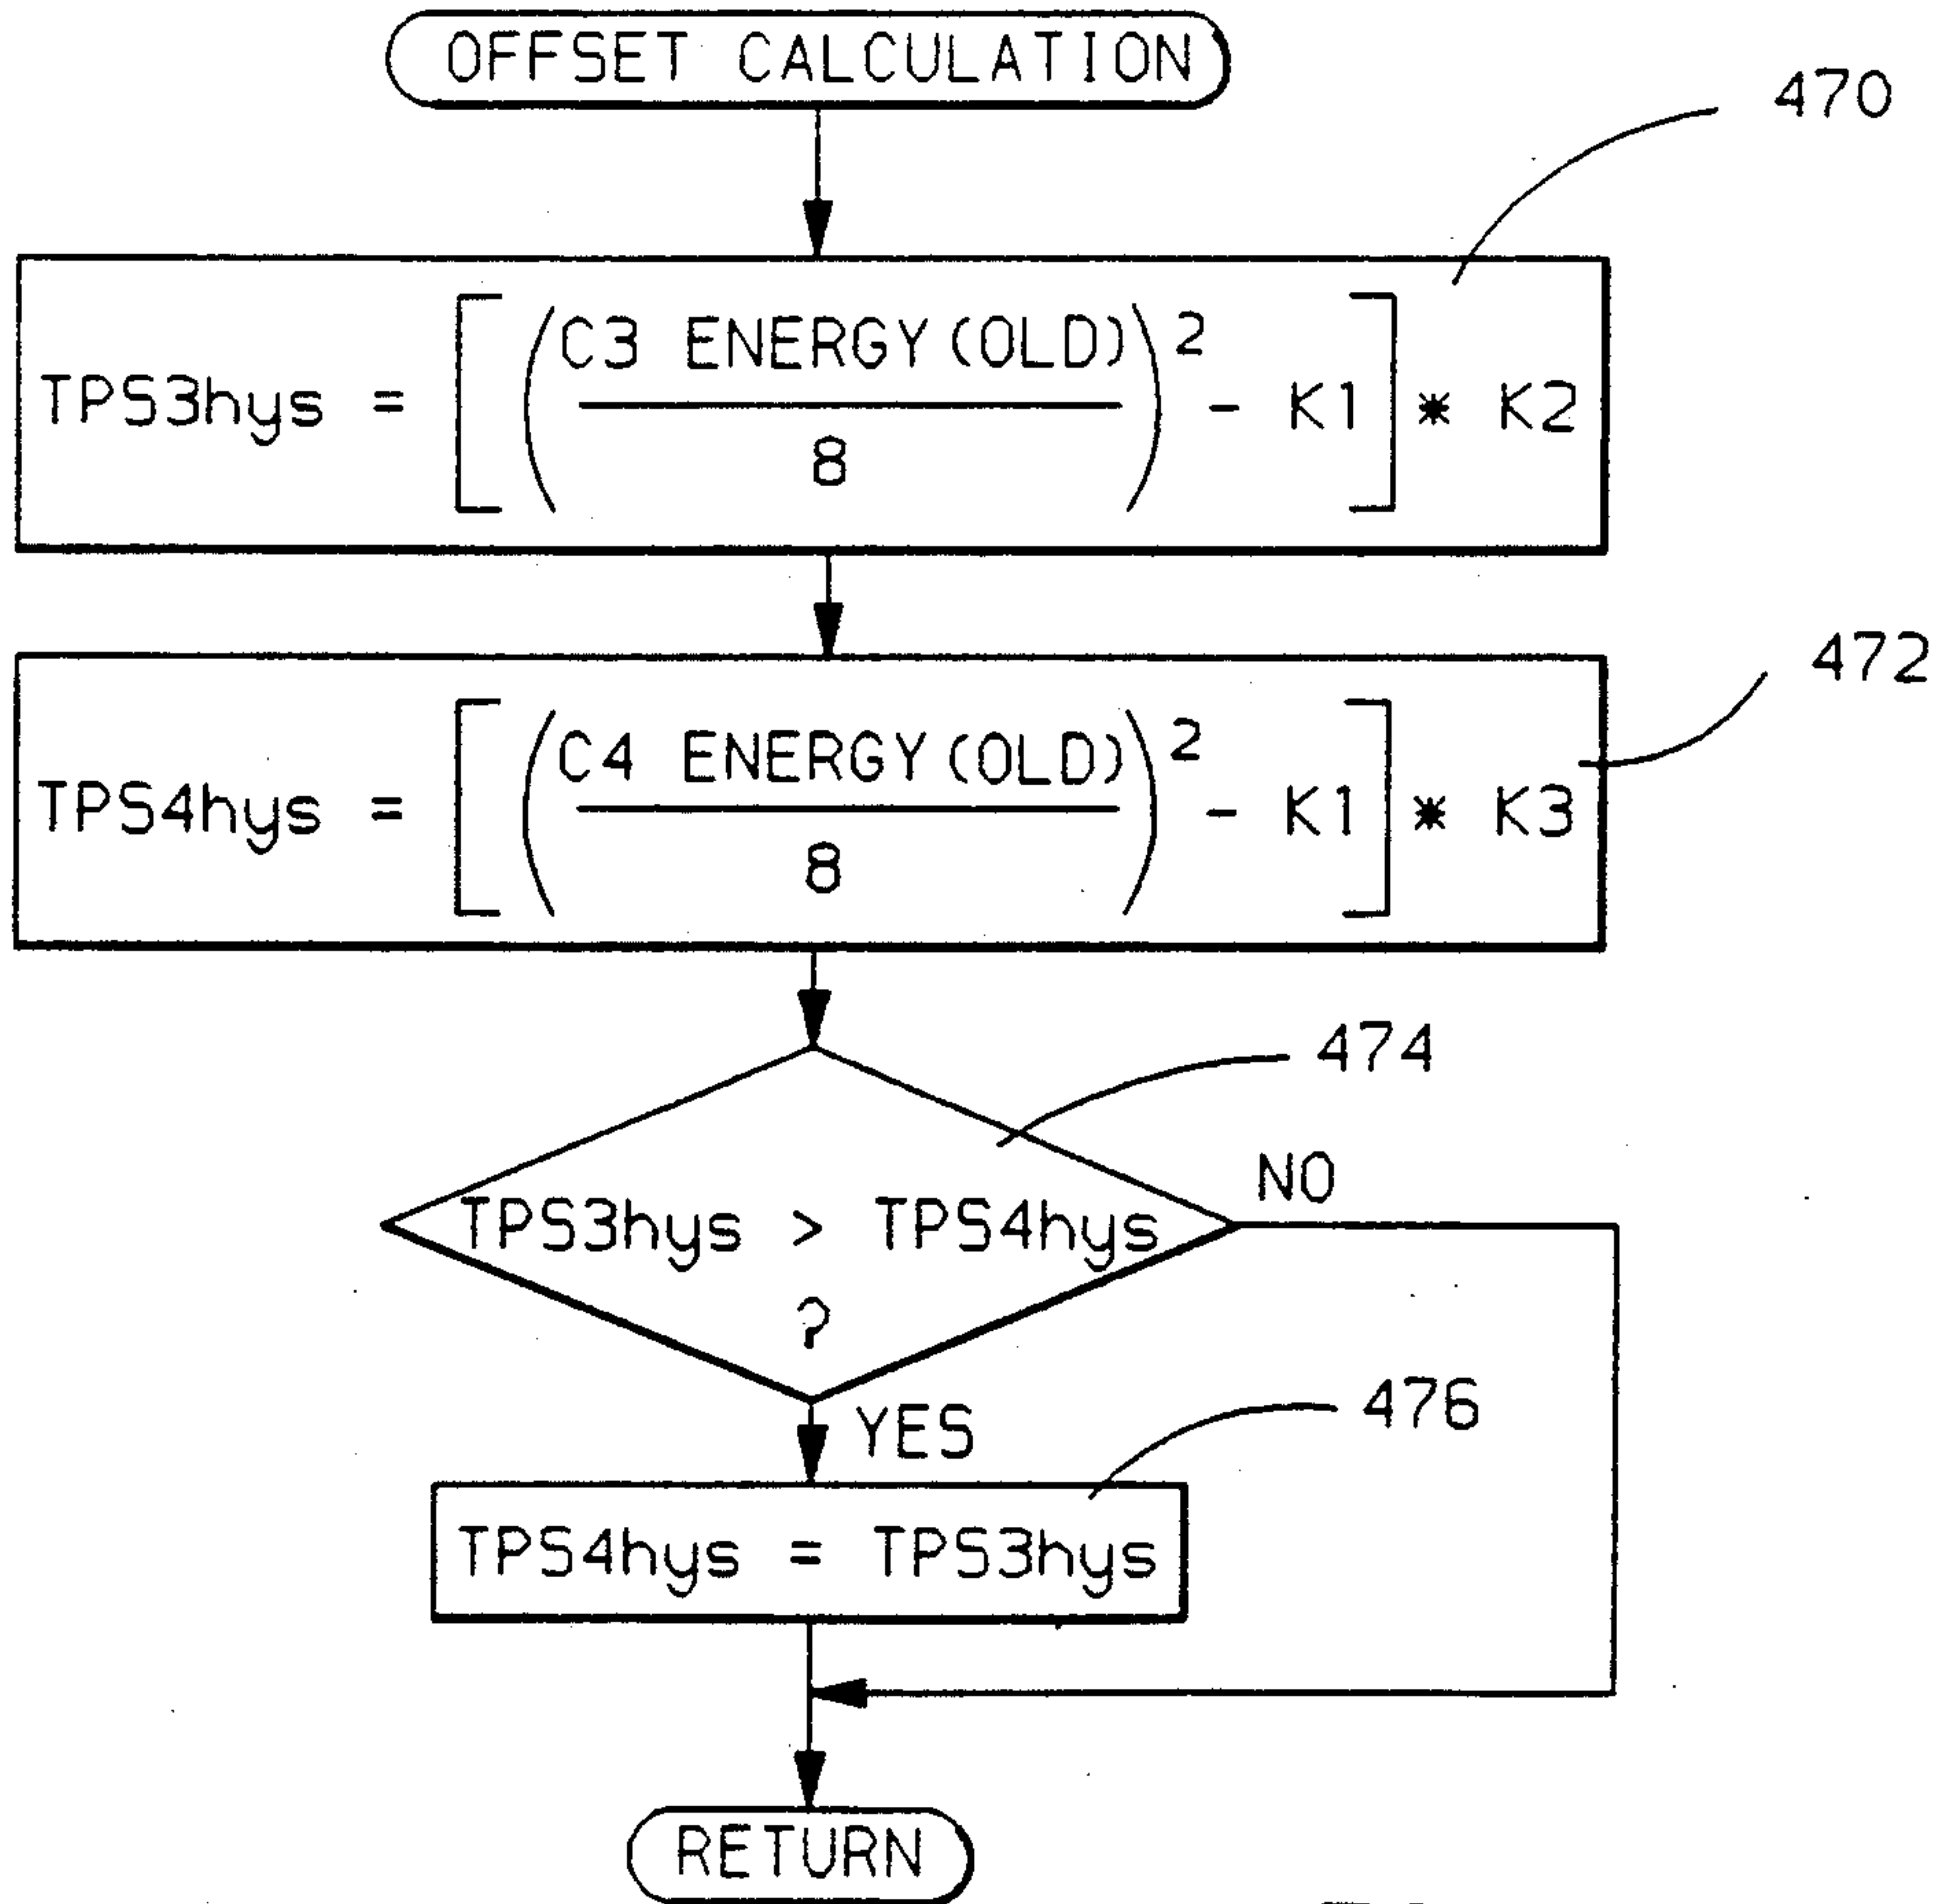 OFFSET CALCULATION
470
TPS3hys = [(C3 ENERGY(OLD) / 8)² - K1] * K2
472
TPS4hys = [(C4 ENERGY(OLD) / 8)² - K1] * K3
474
TPS3hys > TPS4hys
?
NO
YES
476
TPS4hys = TPS3hys
RETURN